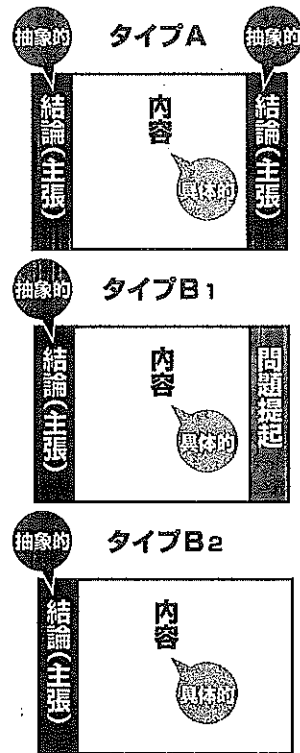 タイプA
抽象的
結論(主張)
内容
具体的
抽象的
結論(主張)
タイプB1
問題提起
内容
具体的
抽象的
結論(主張)
タイプB2
内容
具体的
抽象的
結論(主張)